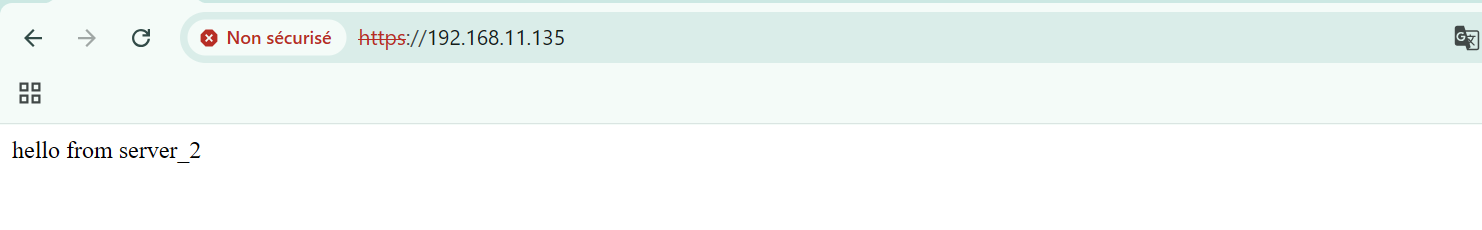 Non sécurisé https://192.168.11.135
hello from server_2